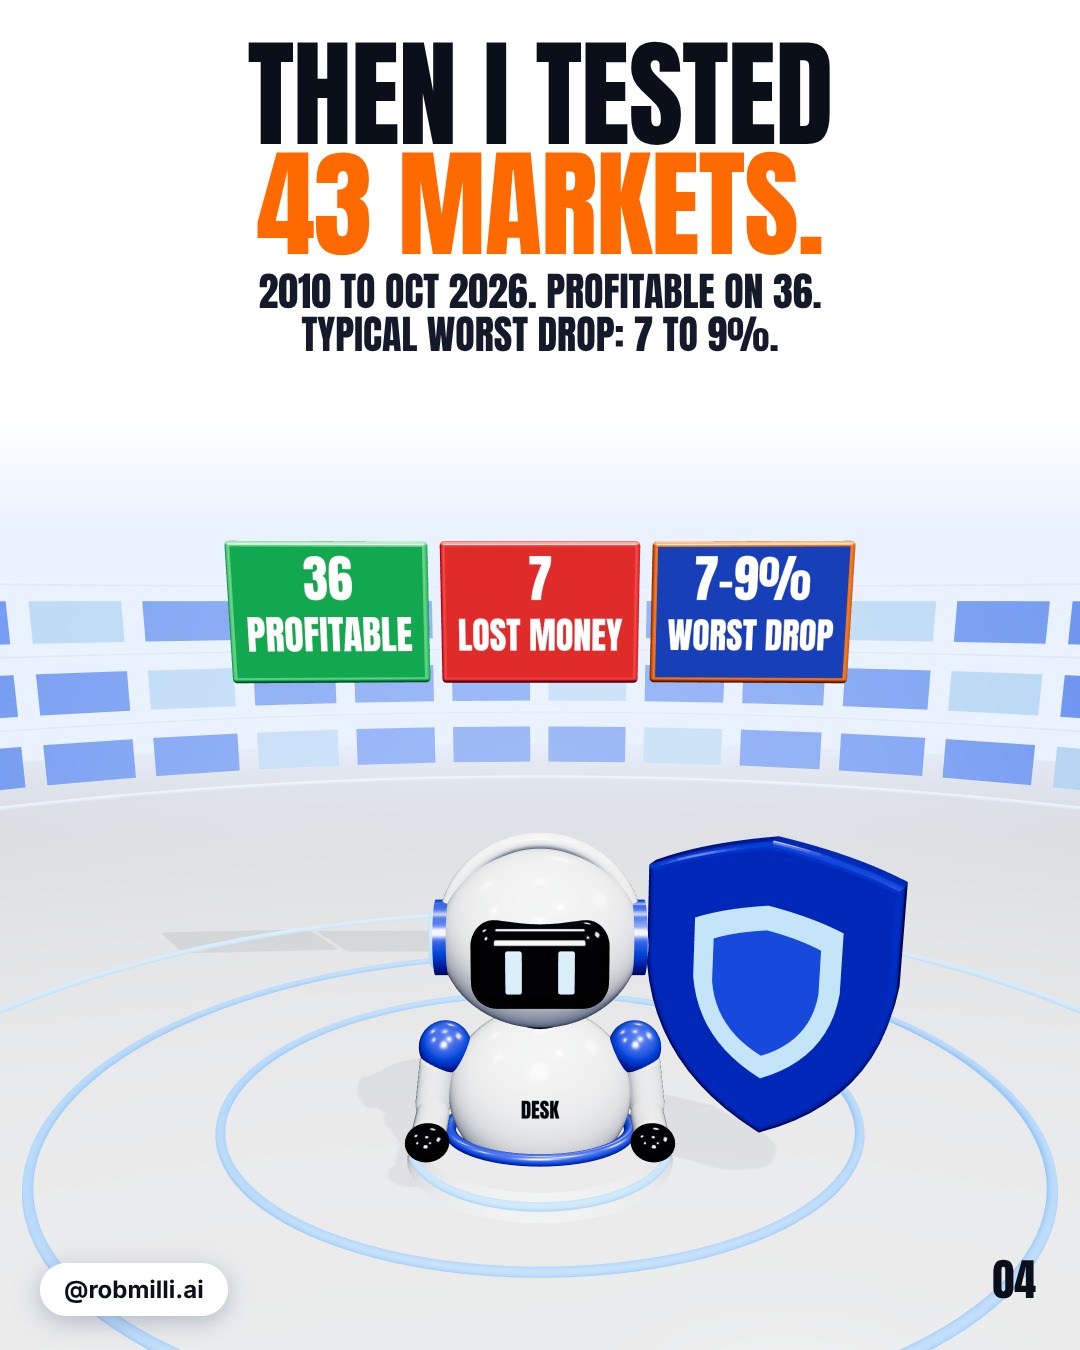 THEN I TESTED
43 MARKETS.
2010 TO OCT 2026. PROFITABLE ON 36.
TYPICAL WORST DROP: 7 TO 9%.
36
PROFITABLE
7
LOST MONEY
7-9%
WORST DROP
DESK
@robmilli.ai
04